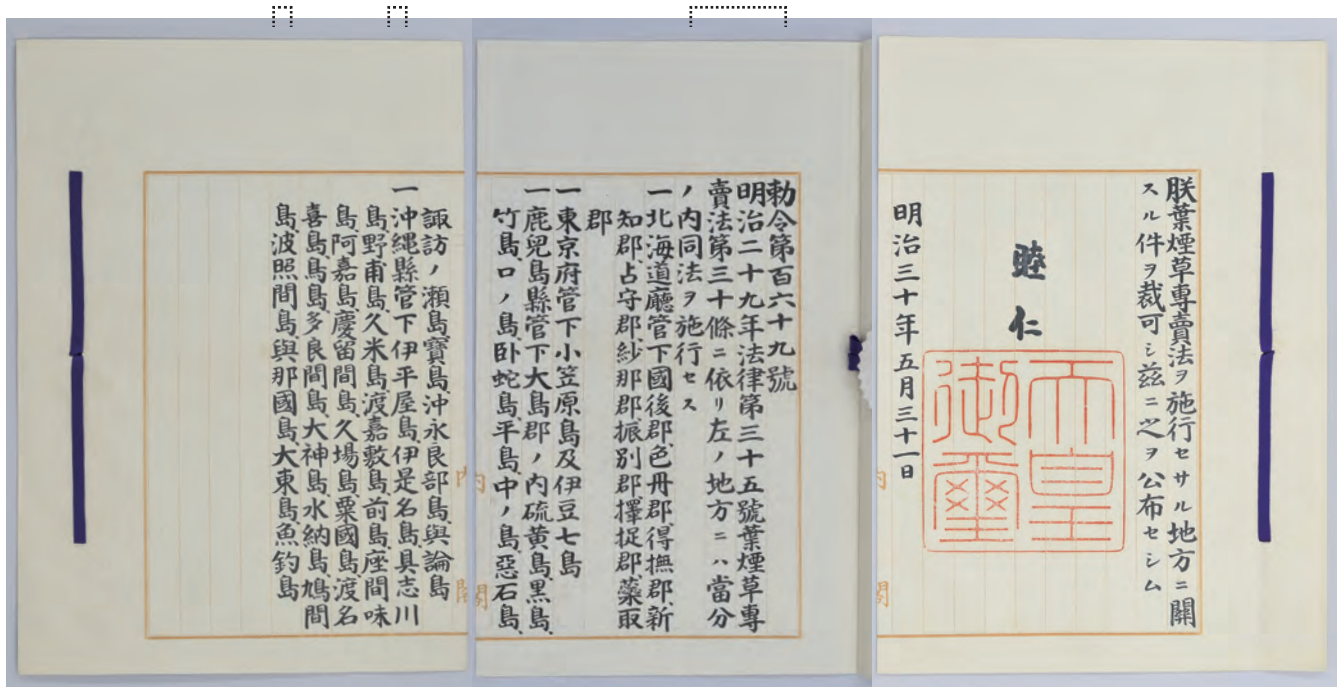 朕葉煙草專賣法ヲ施行セサル地方ニ關
スル件ヲ裁可シ茲ニ之ヲ公布セシム
睦仁
天皇
御璽
明治三十年五月三十一日
勅令第百六十九號
明治二十九年法律第三十五號葉煙草專
賣法第三十條ニ依リ左ノ地方ニハ當分
ノ內同法ヲ施行セス
一北海道廳管下國後郡、色丹郡、得撫郡、新
知郡、占守郡、紗那郡、振別郡、擇捉郡、蘂取
郡
一東京府管下小笠原島及伊豆七島
一鹿兒島縣管下大島郡ノ內硫黃島、黑島、
竹島、口ノ島、臥蛇島、平島、中ノ島、惡石島、
內閣
諏訪ノ瀨島、寶島、沖永良部島、與論島
一沖繩縣管下伊平屋島、伊是名島、具志川
島、野甫島、久米島、渡嘉敷島、前島、座間味
島、阿嘉島、慶留間島、久場島、粟國島、渡名
喜島、鳥島、多良間島、大神島、水納島、鳩間
島、波照間島、與那國島、大東島、魚釣島